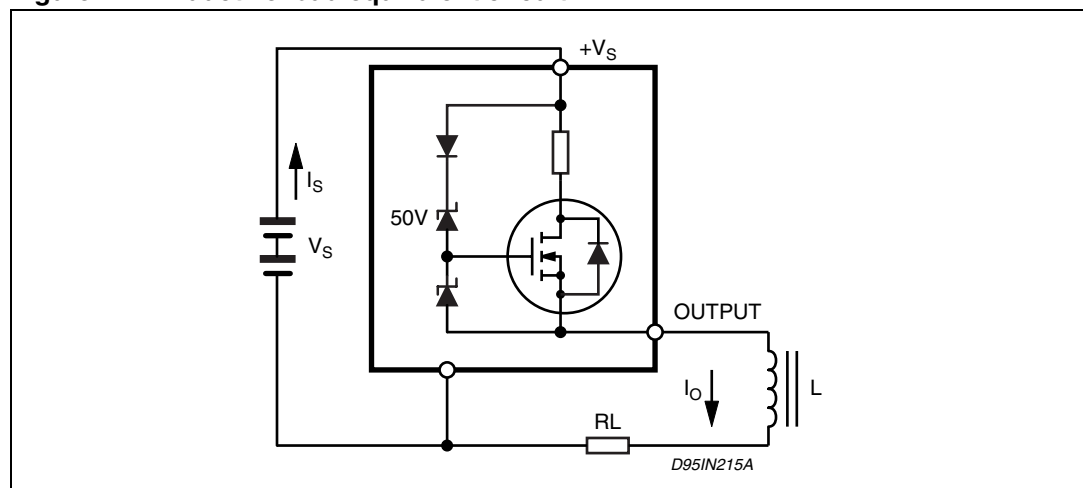 +VS
IS
50V
VS
OUTPUT
IO
L
RL
D95IN215A